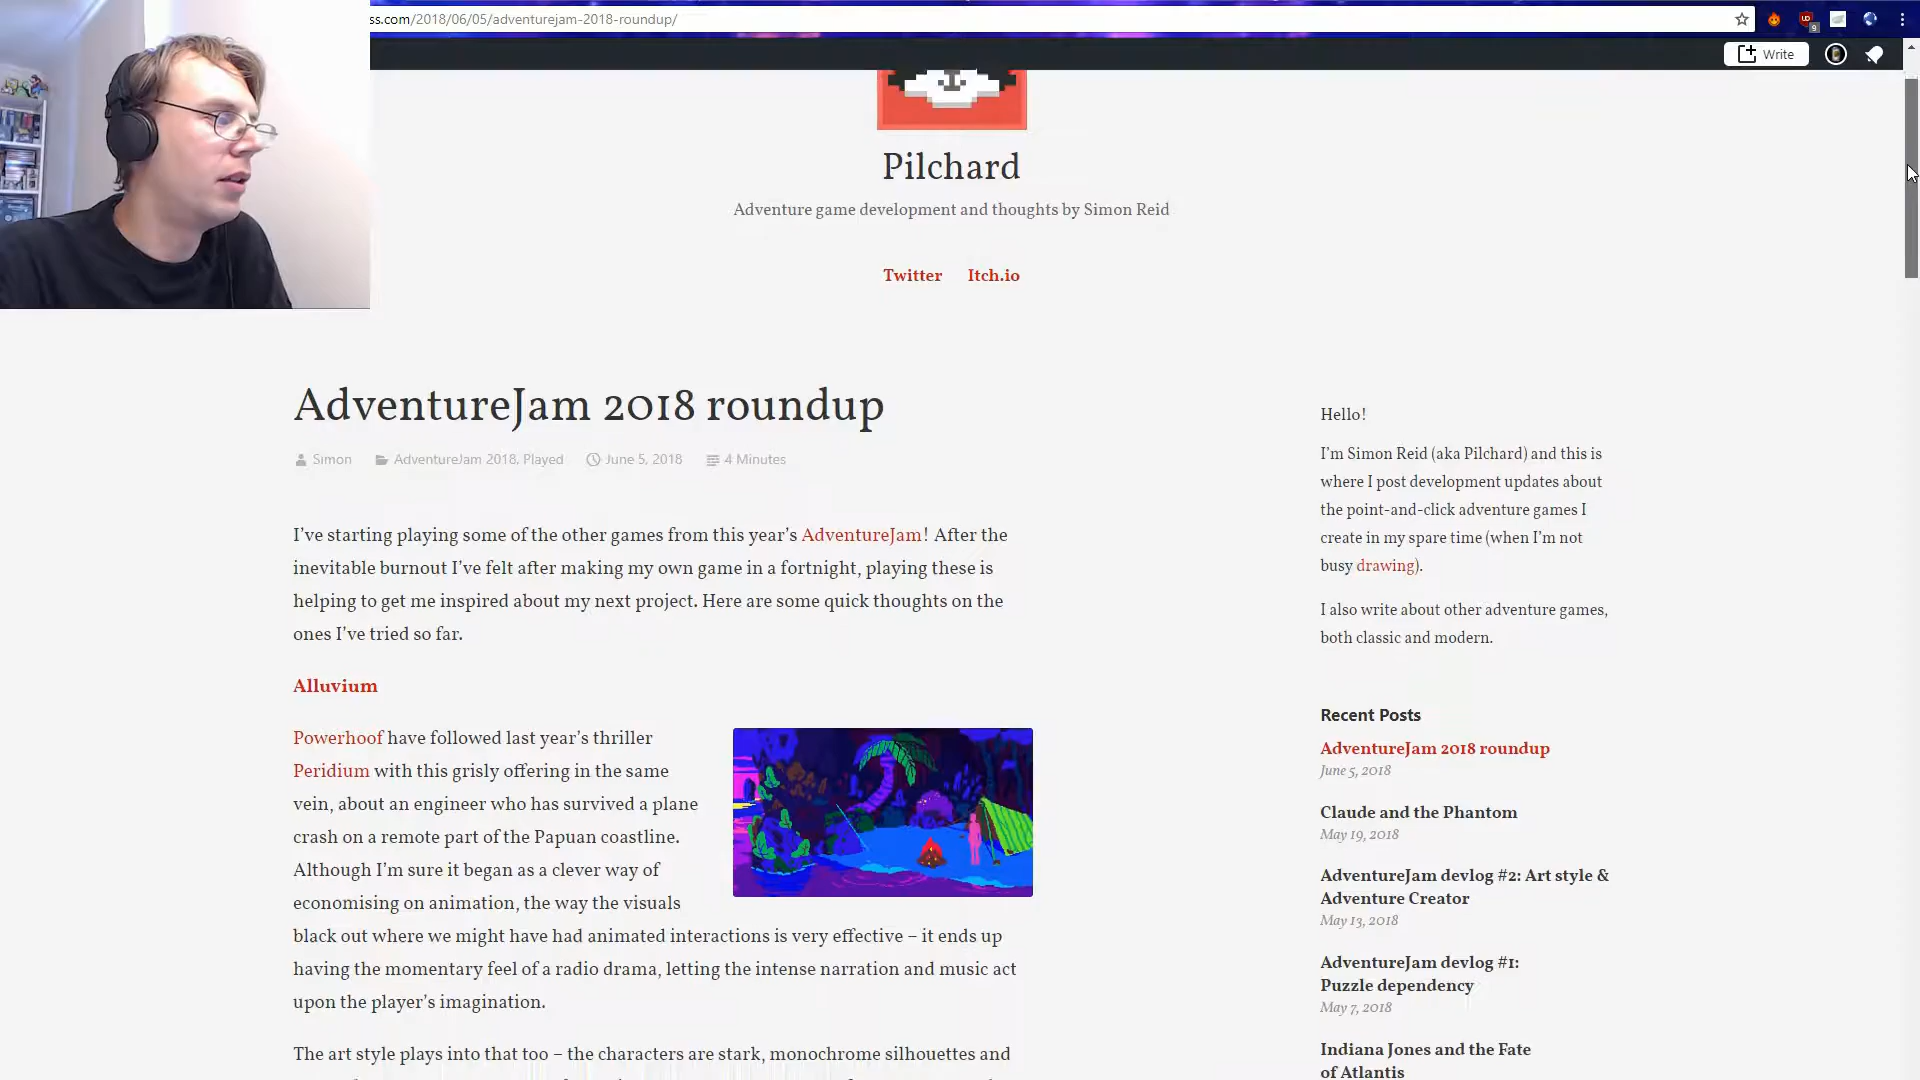 ss.com/2018/06/05/adventurejam-2018-roundup/
9
Write
Pilchard
Adventure game development and thoughts by Simon Reid
Twitter Itch.io
AdventureJam 2018 roundup
Simon AdventureJam 2018, Played June 5, 2018 4 Minutes
I've starting playing some of the other games from this year's AdventureJam! After the
inevitable burnout I've felt after making my own game in a fortnight, playing these is
helping to get me inspired about my next project. Here are some quick thoughts on the
ones I've tried so far.
Alluvium
Powerhoof have followed last year's thriller
Peridium with this grisly offering in the same
vein, about an engineer who has survived a plane
crash on a remote part of the Papuan coastline.
Although I'm sure it began as a clever way of
economising on animation, the way the visuals
black out where we might have had animated interactions is very effective – it ends up
having the momentary feel of a radio drama, letting the intense narration and music act
upon the player's imagination.
The art style plays into that too – the characters are stark, monochrome silhouettes and
Hello!
I'm Simon Reid (aka Pilchard) and this is
where I post development updates about
the point-and-click adventure games I
create in my spare time (when I'm not
busy drawing).
I also write about other adventure games,
both classic and modern.
Recent Posts
AdventureJam 2018 roundup
June 5, 2018
Claude and the Phantom
May 19, 2018
AdventureJam devlog #2: Art style &
Adventure Creator
May 13, 2018
AdventureJam devlog #1:
Puzzle dependency
May 7, 2018
Indiana Jones and the Fate
of Atlantis